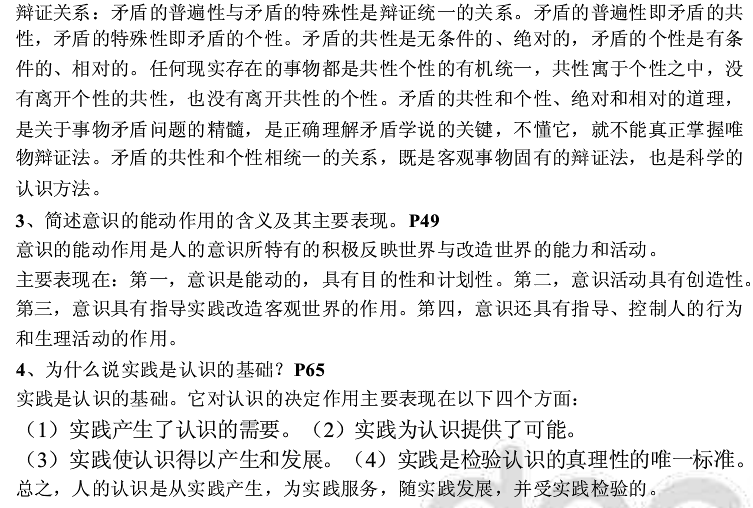 辩证关系：矛盾的普遍性与矛盾的特殊性是辩证统一的关系。矛盾的普遍性即矛盾的共
性，矛盾的特殊性即矛盾的个性。矛盾的共性是无条件的、绝对的，矛盾的个性是有条
件的、相对的。任何现实存在的事物都是共性个性的有机统一，共性寓于个性之中，没
有离开个性的共性，也没有离开共性的个性。矛盾的共性和个性、绝对和相对的道理，
是关于事物矛盾问题的精髓，是正确理解矛盾学说的关键，不懂它，就不能真正掌握唯
物辩证法。矛盾的共性和个性相统一的关系，既是客观事物固有的辩证法，也是科学的
认识方法。
3、简述意识的能动作用的含义及其主要表现。P49
意识的能动作用是人的意识所特有的积极反映世界与改造世界的能力和活动。
主要表现在：第一，意识是能动的，具有目的性和计划性。第二，意识活动具有创造性。
第三，意识具有指导实践改造客观世界的作用。第四，意识还具有指导、控制人的行为
和生理活动的作用。
4、为什么说实践是认识的基础？P65
实践是认识的基础。它对认识的决定作用主要表现在以下四个方面：
（1）实践产生了认识的需要。（2）实践为认识提供了可能。
（3）实践使认识得以产生和发展。（4）实践是检验认识的真理性的唯一标准。
总之，人的认识是从实践产生，为实践服务，随实践发展，并受实践检验的。